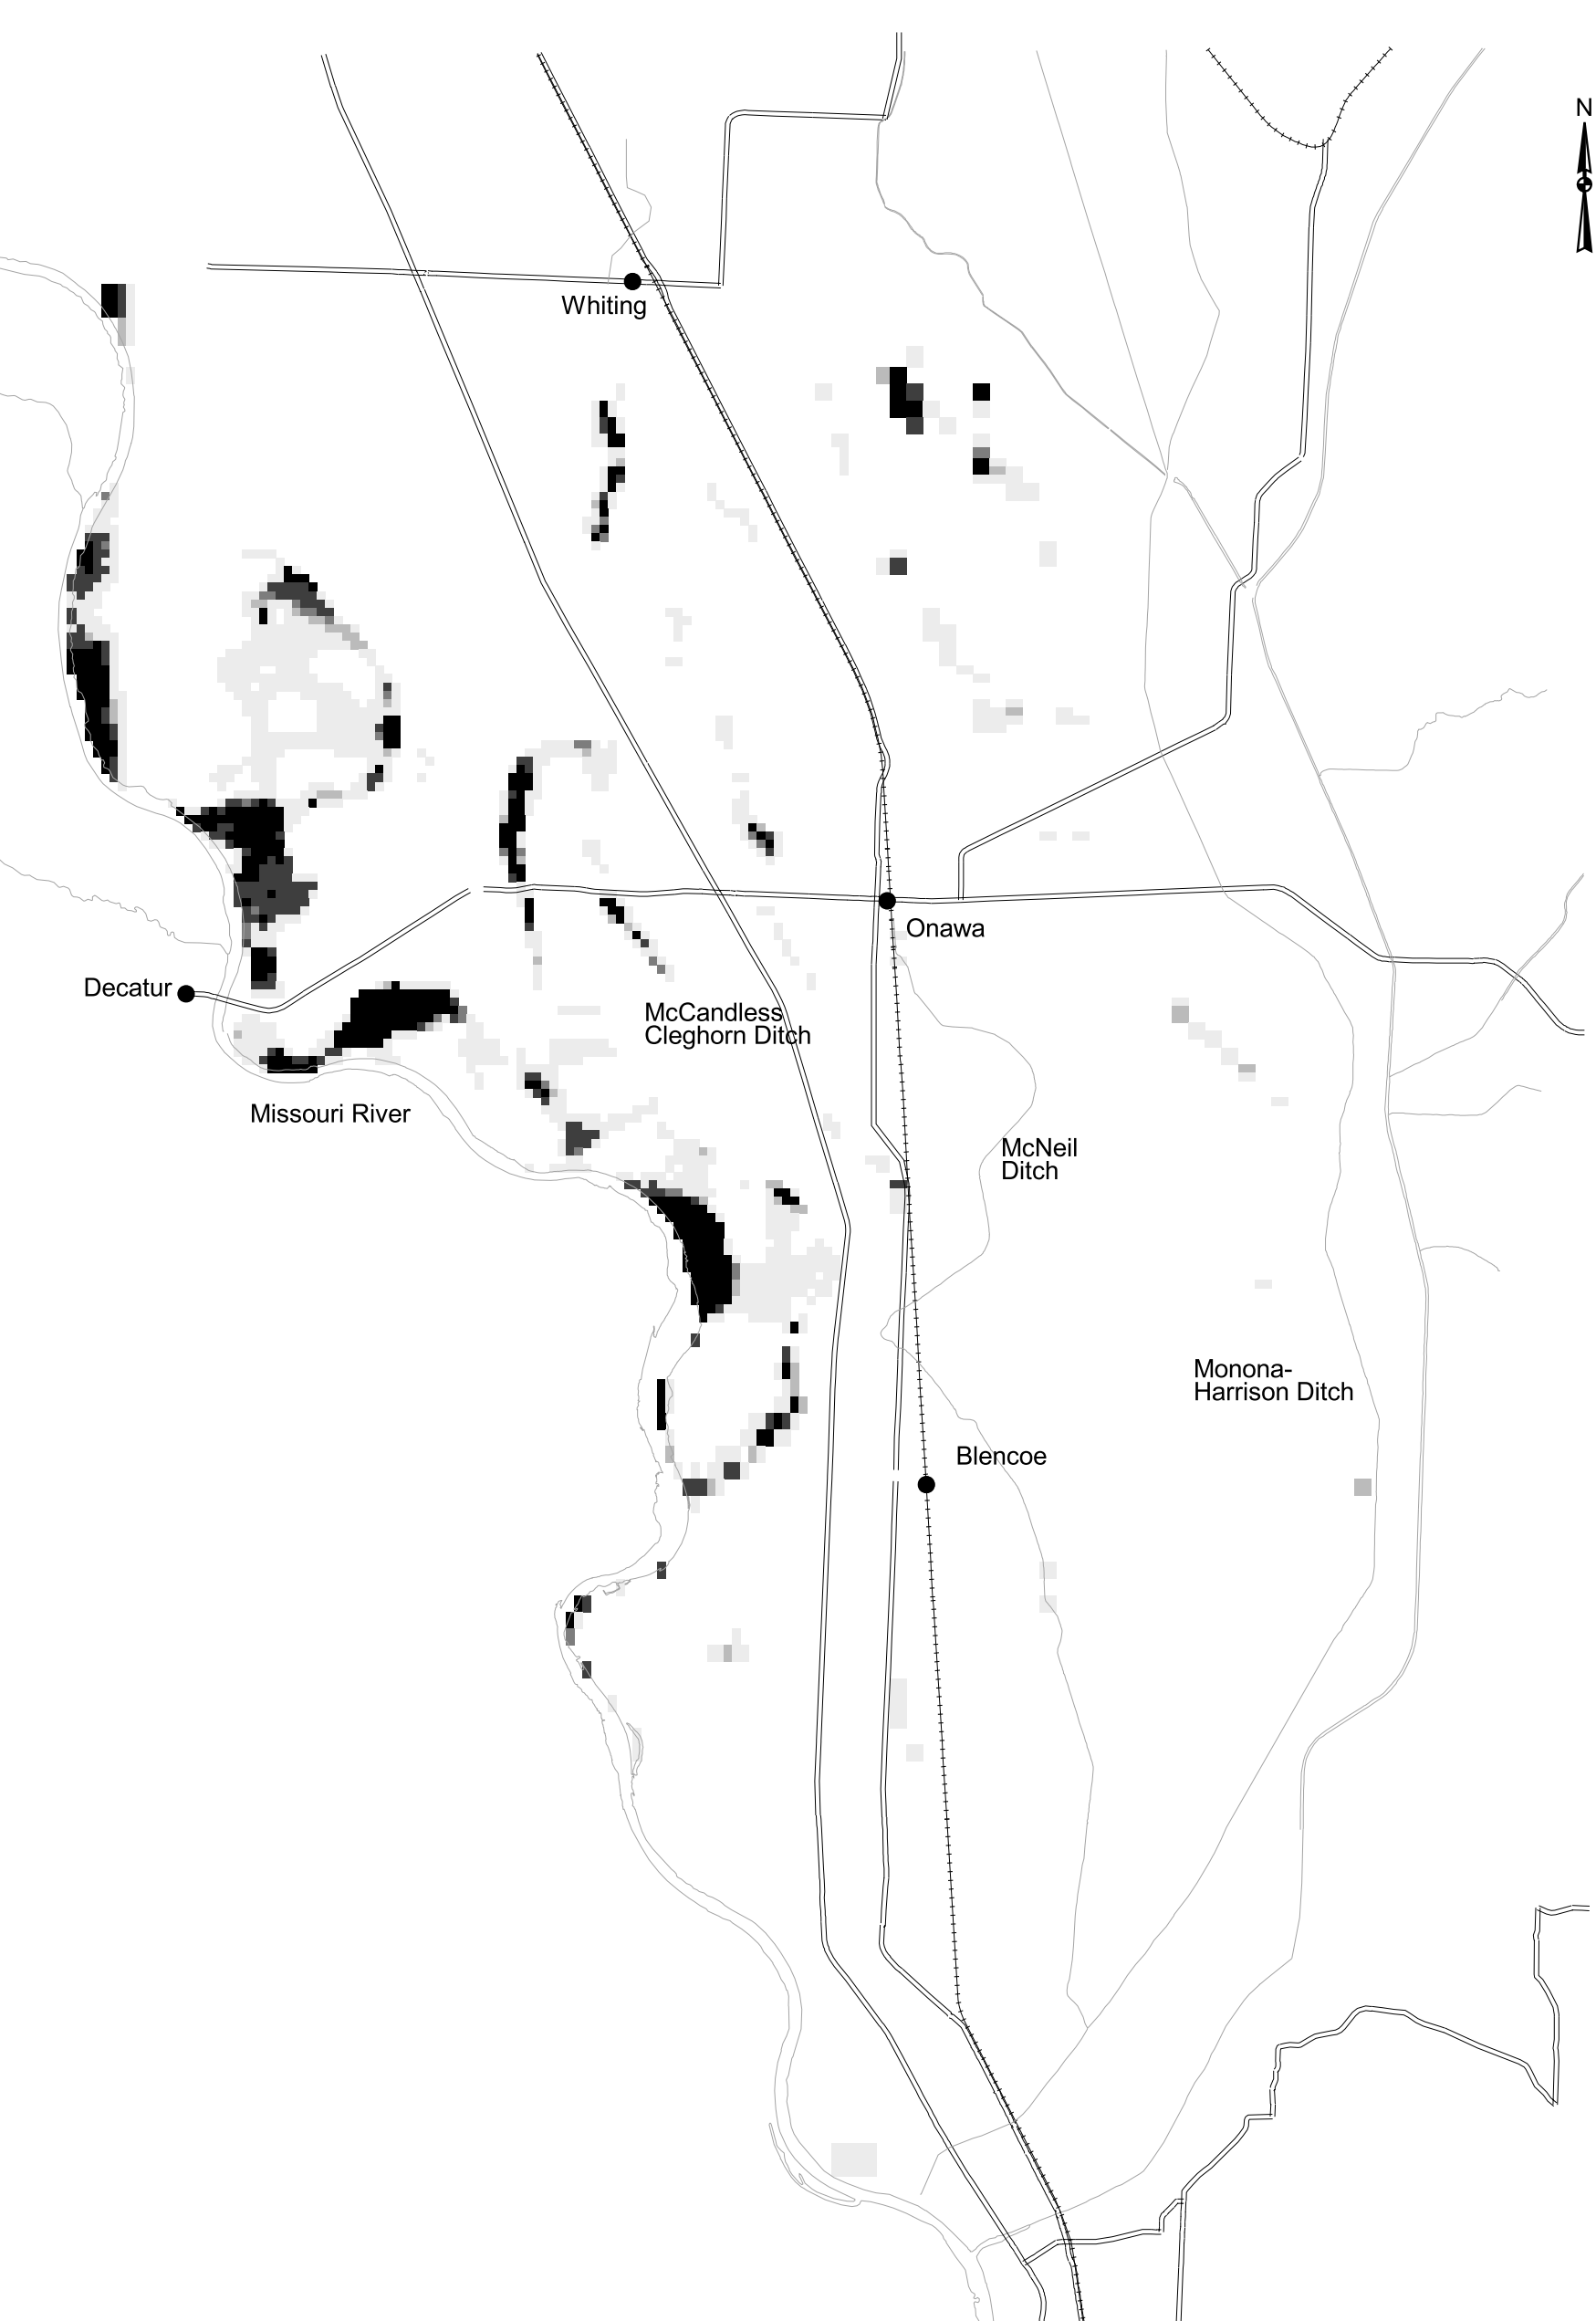 N
Whiting
Onawa
Decatur
McCandless
Cleghorn Ditch
Missouri River
McNeil
Ditch
Monona-
Harrison Ditch
Blencoe